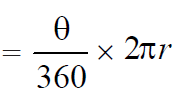 = θ/360 × 2πr